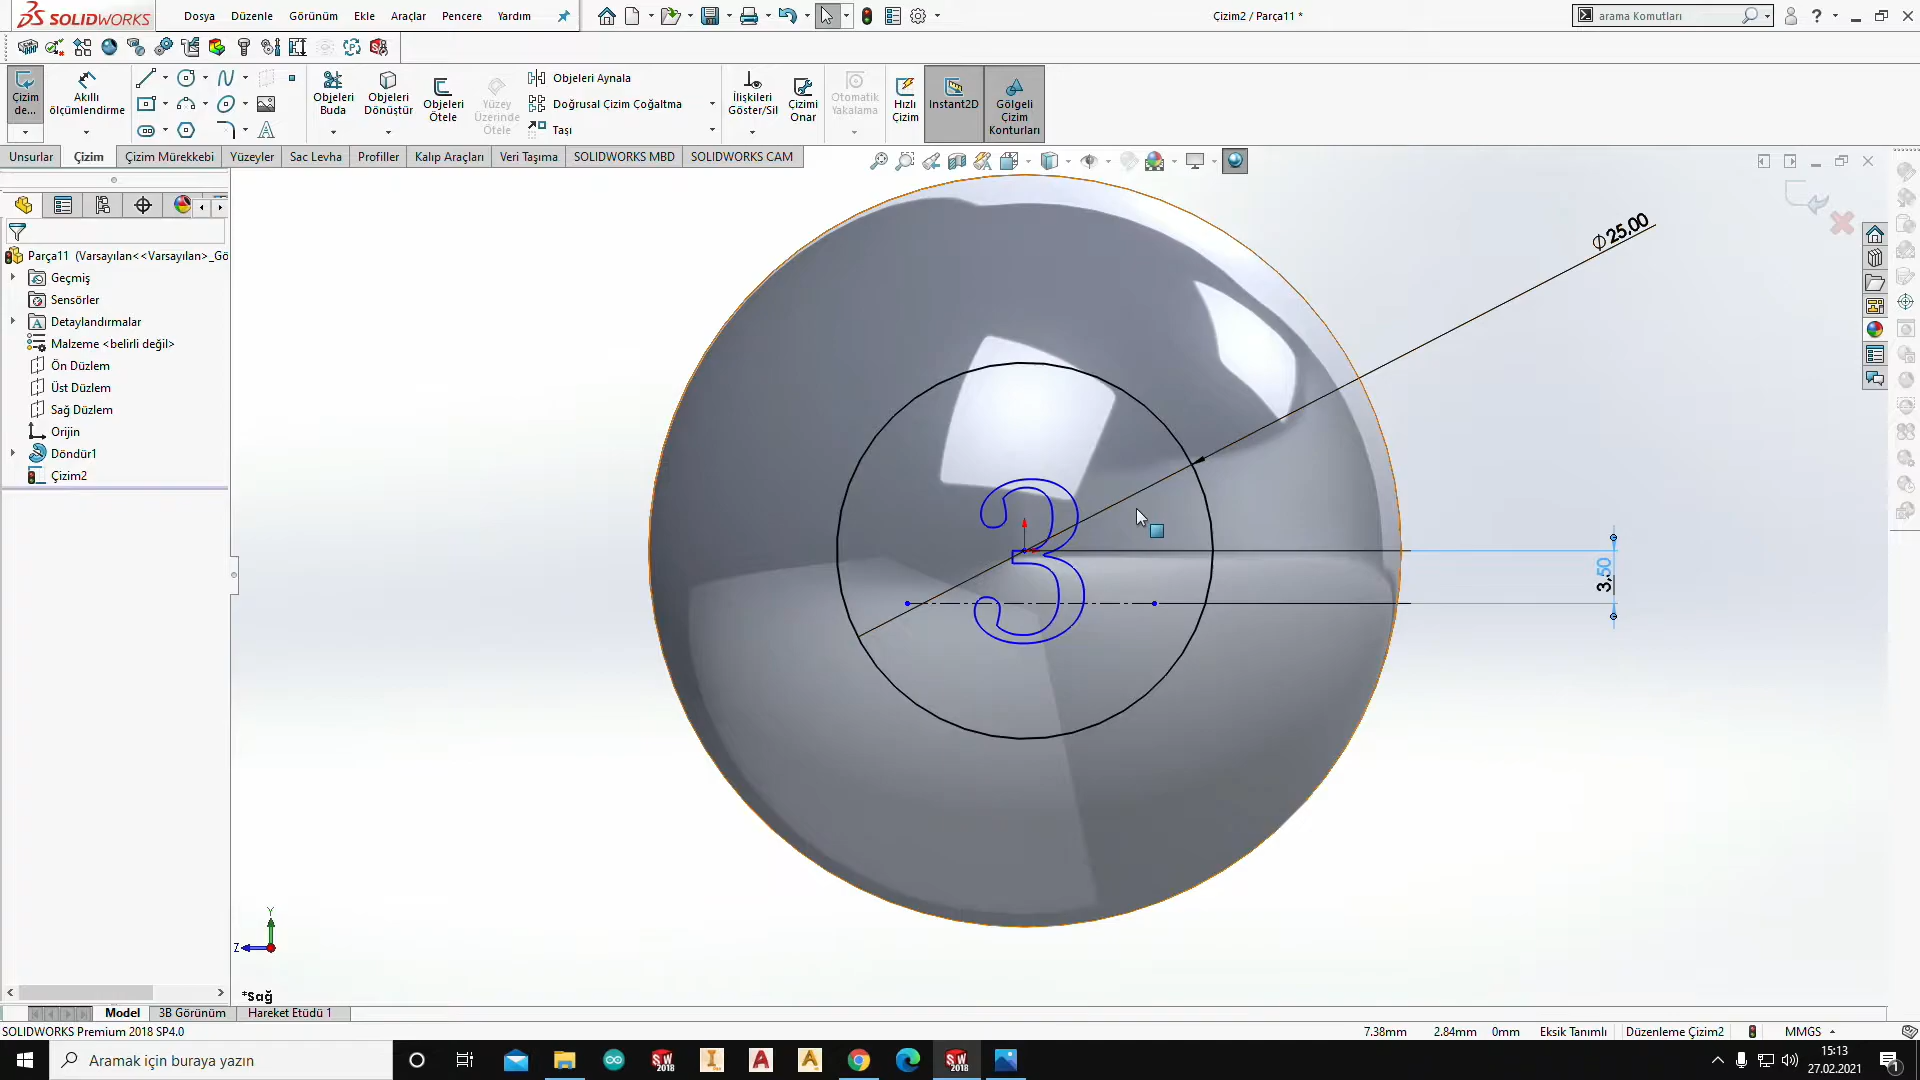 SOLIDWORKS
Dosya Düzenle Görünüm Ekle Araçlar Pencere Yardım
Çizim2 / Parça11 *
arama Komutları
Çizim de...
Akıllı ölçümlendirme
Objeleri Buda
Objeleri Dönüştür
Objeleri Ötele
Yüzey Üzerinde Ötele
Objeleri Aynala
Doğrusal Çizim Çoğaltma
Taşı
İlişkileri Göster/Sil
Çizimi Onar
Otomatik Yakalama
Hızlı Çizim
Instant2D
Gölgeli Çizim Konturları
Unsurlar Çizim Çizim Mürekkebi Yüzeyler Sac Levha Profiller Kalıp Araçları Veri Taşıma SOLIDWORKS MBD SOLIDWORKS CAM
Parça11 (Varsayılan<<Varsayılan>_Gö
Geçmiş
Sensörler
Detaylandırmalar
Malzeme <belirli değil>
Ön Düzlem
Üst Düzlem
Sağ Düzlem
Orijin
Döndür1
Çizim2
Ø25,00
3
3,50
Y
Z
*Sağ
Model 3B Görünüm Hareket Etüdü 1
SOLIDWORKS Premium 2018 SP4.0
7.38mm 2.84mm 0mm Eksik Tanımlı Düzenleme Çizim2 MMGS
Aramak için buraya yazın
15:13
27.02.2021